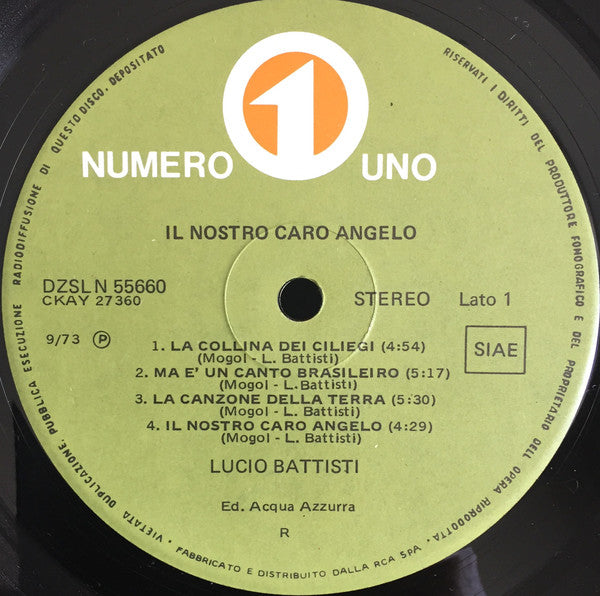 NUMERO 1 UNO
IL NOSTRO CARO ANGELO
DZSLN 55660
CKAY 27360
STEREO Lato 1
9/73 Ⓟ
SIAE
1. LA COLLINA DEI CILIEGI (4:54)
(Mogol - L. Battisti)
2. MA E' UN CANTO BRASILEIRO (5:17)
(Mogol - L. Battisti)
3. LA CANZONE DELLA TERRA (5:30)
(Mogol - L. Battisti)
4. IL NOSTRO CARO ANGELO (4:29)
(Mogol - L. Battisti)
LUCIO BATTISTI
Ed. Acqua Azzurra
R
VIETATA DUPLICAZIONE, PUBBLICA ESECUZIONE RADIODIFFUSIONE DI QUESTO DISCO, DEPOSITATO
RISERVATI I DIRITTI DEL PRODUTTORE FONOGRAFICO E DEL PROPRIETARIO DELL'OPERA RIPRODOTTA•
• FABBRICATO E DISTRIBUITO DALLA RCA SPA •